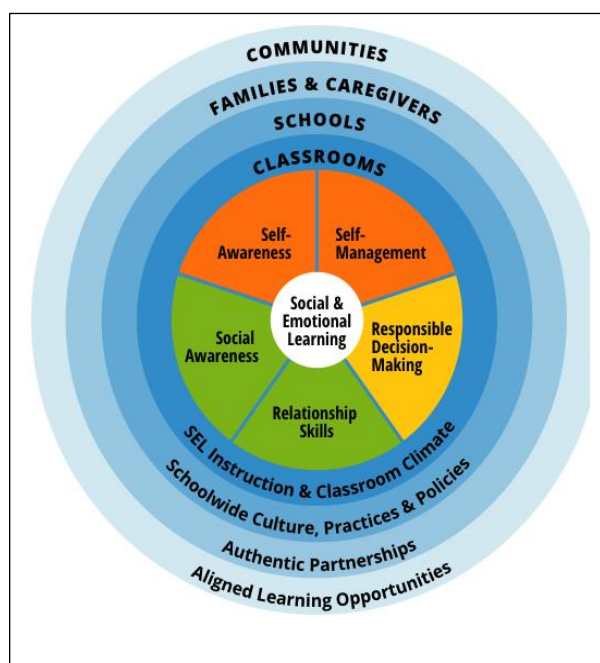 COMMUNITIES
FAMILIES & CAREGIVERS
SCHOOLS
CLASSROOMS
Self-
Awareness
Self-
Management
Social &
Emotional
Learning
Social
Awareness
Responsible
Decision-
Making
Relationship
Skills
SEL Instruction & Classroom Climate
Schoolwide Culture, Practices & Policies
Authentic Partnerships
Aligned Learning Opportunities